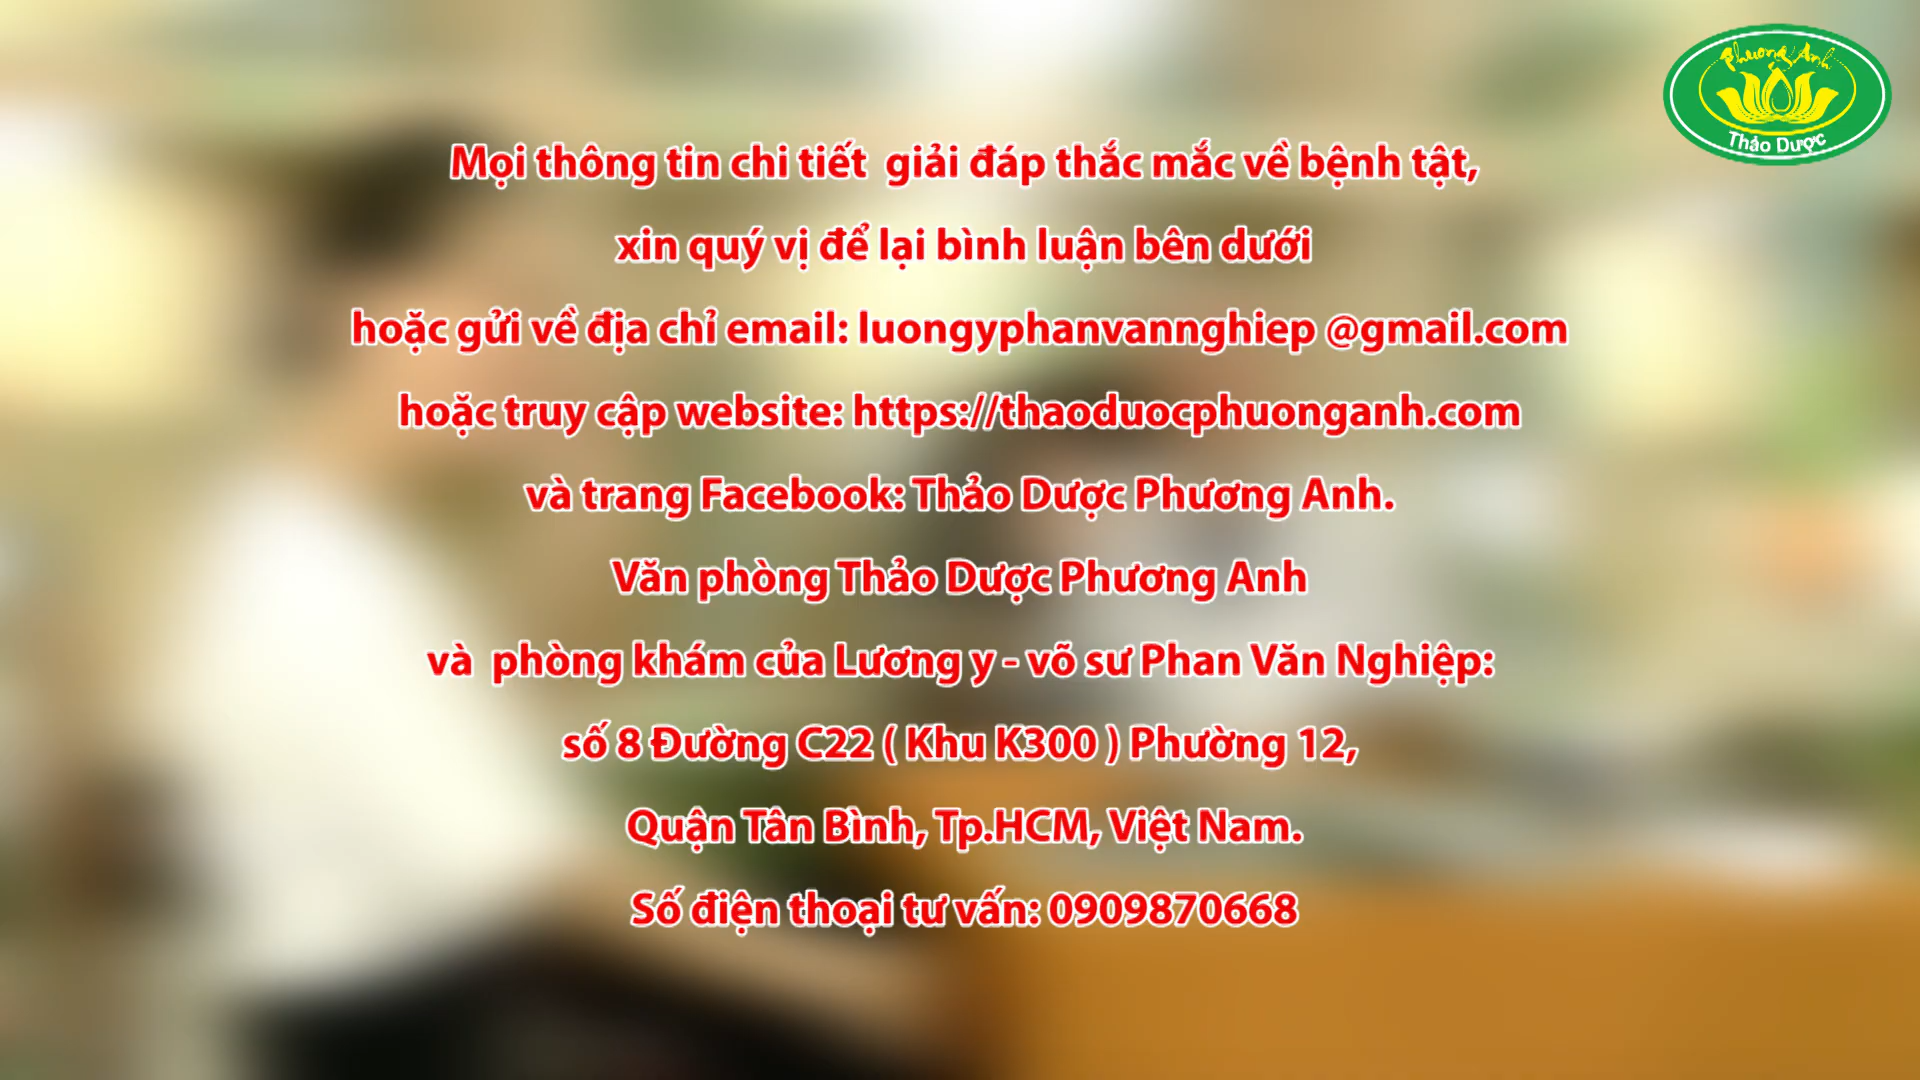 Phương Anh
Thảo Dược
Mọi thông tin chi tiết  giải đáp thắc mắc về bệnh tật,
xin quý vị để lại bình luận bên dưới
hoặc gửi về địa chỉ email: luongyphanvannghiep @gmail.com
hoặc truy cập website: https://thaoduocphuonganh.com
và trang Facebook: Thảo Dược Phương Anh.
Văn phòng Thảo Dược Phương Anh
và  phòng khám của Lương y - võ sư Phan Văn Nghiệp:
số 8 Đường C22 ( Khu K300 ) Phường 12,
Quận Tân Bình, Tp.HCM, Việt Nam.
Số điện thoại tư vấn: 0909870668